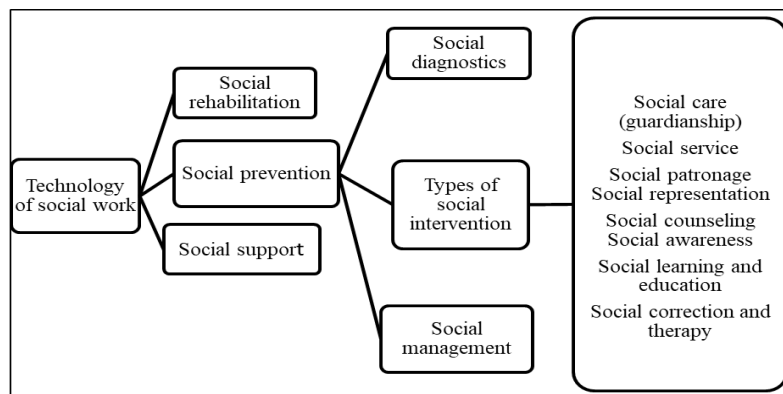 Technology
of social work
Social
rehabilitation
Social prevention
Social support
Social
diagnostics
Types of
social
intervention
Social
management
Social care
(guardianship)
Social service
Social patronage
Social representation
Social counseling
Social awareness
Social learning and
education
Social correction and
therapy